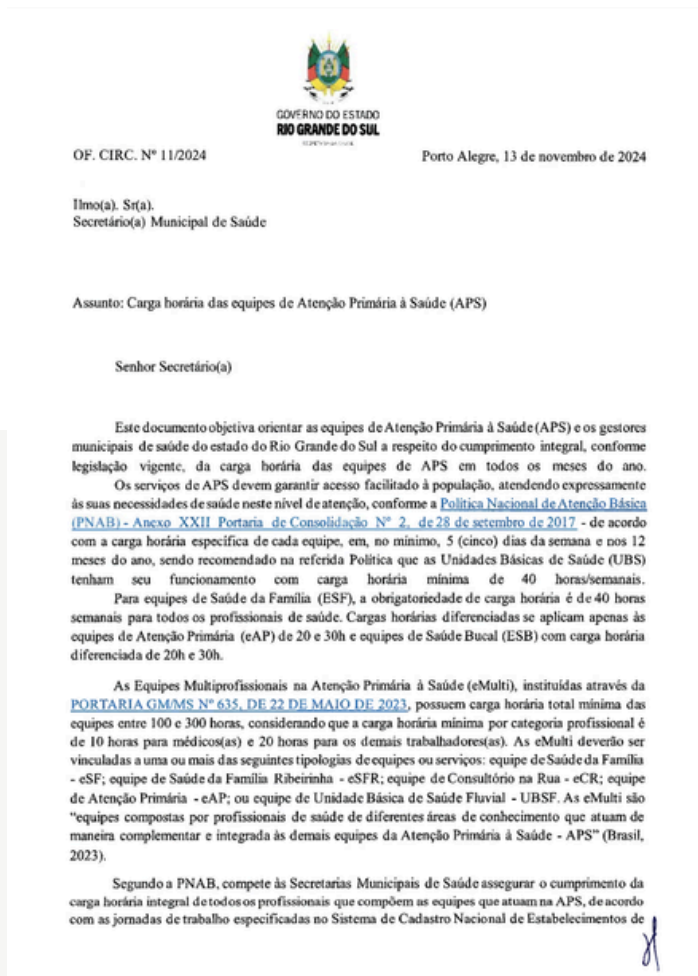 GOVERNO DO ESTADO
RIO GRANDE DO SUL
OF. CIRC. Nº 11/2024
Porto Alegre, 13 de novembro de 2024
Ilmo(a). Sr(a).
Secretário(a) Municipal de Saúde
Assunto: Carga horária das equipes de Atenção Primária à Saúde (APS)
Senhor Secretário(a)
Este documento objetiva orientar as equipes de Atenção Primária à Saúde (APS) e os gestores
municipais de saúde do estado do Rio Grande do Sul a respeito do cumprimento integral, conforme
legislação vigente, da carga horária das equipes de APS em todos os meses do ano.
Os serviços de APS devem garantir acesso facilitado à população, atendendo expressamente
às suas necessidades de saúde neste nível de atenção, conforme a Política Nacional de Atenção Básica
(PNAB) - Anexo XXII Portaria de Consolidação Nº 2, de 28 de setembro de 2017 - de acordo
com a carga horária específica de cada equipe, em, no mínimo, 5 (cinco) dias da semana e nos 12
meses do ano, sendo recomendado na referida Política que as Unidades Básicas de Saúde (UBS)
tenham seu funcionamento com carga horária mínima de 40 horas/semanais.
Para equipes de Saúde da Família (ESF), a obrigatoriedade de carga horária é de 40 horas
semanais para todos os profissionais de saúde. Cargas horárias diferenciadas se aplicam apenas às
equipes de Atenção Primária (eAP) de 20 e 30h e equipes de Saúde Bucal (ESB) com carga horária
diferenciada de 20h e 30h.
As Equipes Multiprofissionais na Atenção Primária à Saúde (eMulti), instituídas através da
PORTARIA GM/MS Nº 635, DE 22 DE MAIO DE 2023, possuem carga horária total mínima das
equipes entre 100 e 300 horas, considerando que a carga horária mínima por categoria profissional é
de 10 horas para médicos(as) e 20 horas para os demais trabalhadores(as). As eMulti deverão ser
vinculadas a uma ou mais das seguintes tipologias de equipes ou serviços: equipe de Saúde da Família
- eSF; equipe de Saúde da Família Ribeirinha - eSFR; equipe de Consultório na Rua - eCR; equipe
de Atenção Primária - eAP; ou equipe de Unidade Básica de Saúde Fluvial - UBSF. As eMulti são
"equipes compostas por profissionais de saúde de diferentes áreas de conhecimento que atuam de
maneira complementar e integrada às demais equipes da Atenção Primária à Saúde - APS" (Brasil,
2023).
Segundo a PNAB, compete às Secretarias Municipais de Saúde assegurar o cumprimento da
carga horária integral de todos os profissionais que compõem as equipes que atuam na APS, de acordo
com as jornadas de trabalho especificadas no Sistema de Cadastro Nacional de Estabelecimentos de